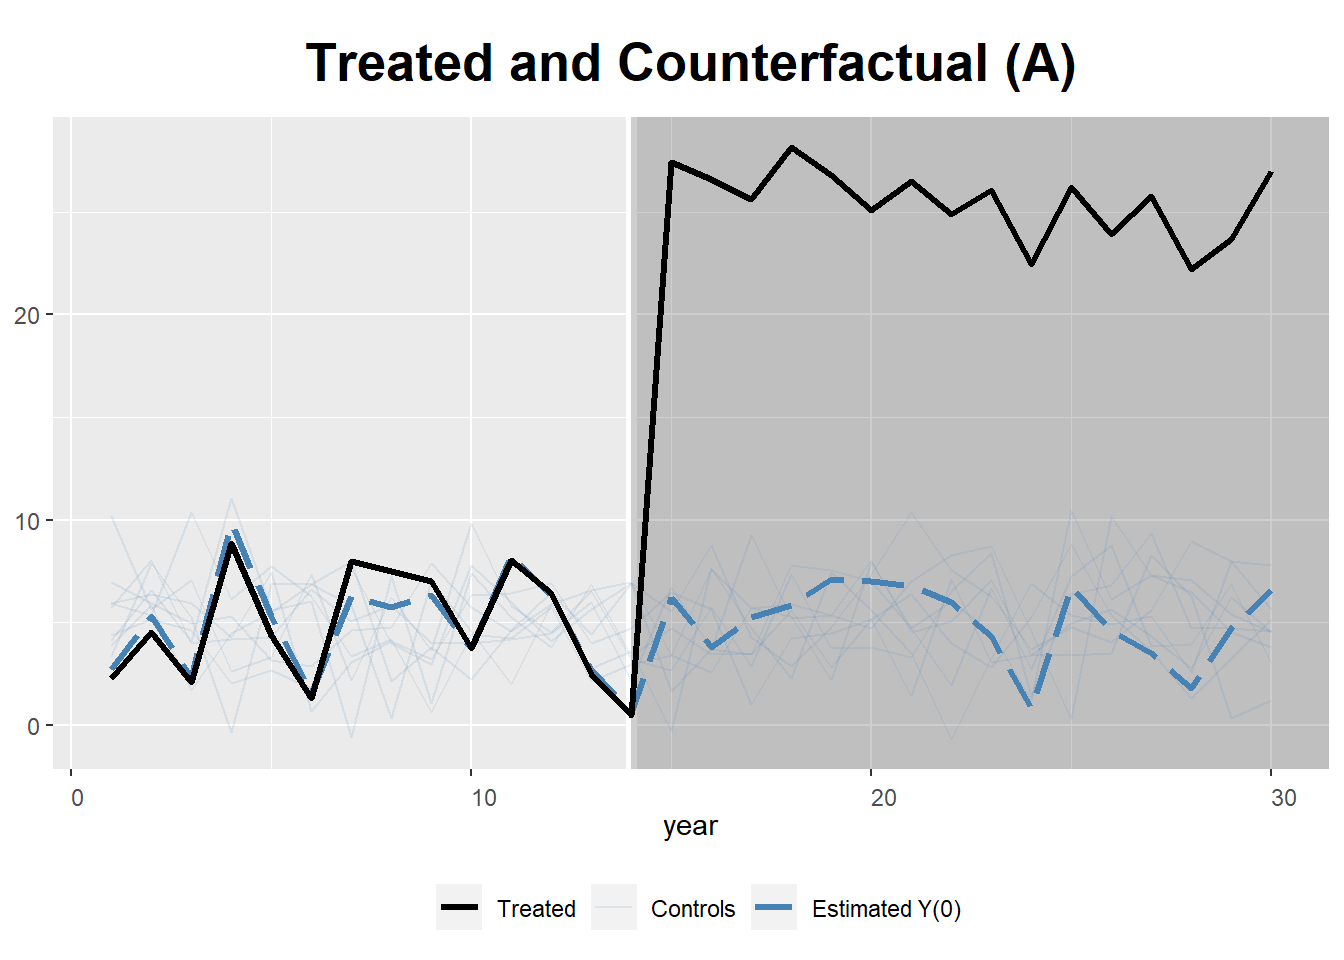 Treated and Counterfactual (A)
20
10
0
0 10 20 30
year
Treated Controls Estimated Y(0)